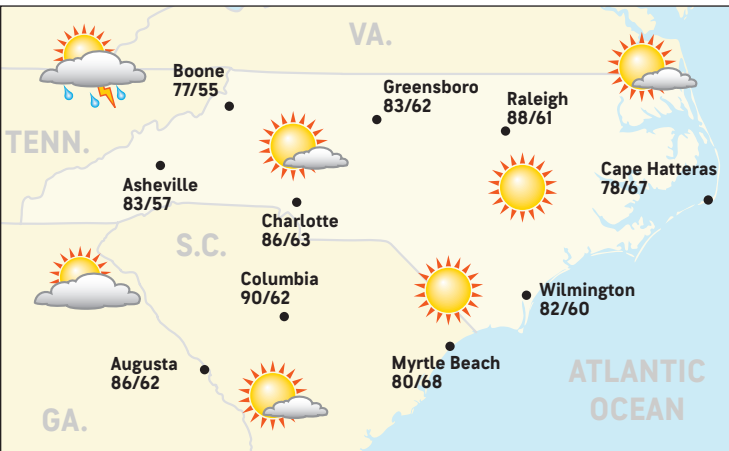 VA.
Boone
77/55
Greensboro
83/62
Raleigh
88/61
TENN.
Asheville
83/57
Cape Hatteras
78/67
Charlotte
86/63
S.C.
Columbia
90/62
Wilmington
82/60
Augusta
86/62
Myrtle Beach
80/68
ATLANTIC
OCEAN
GA.